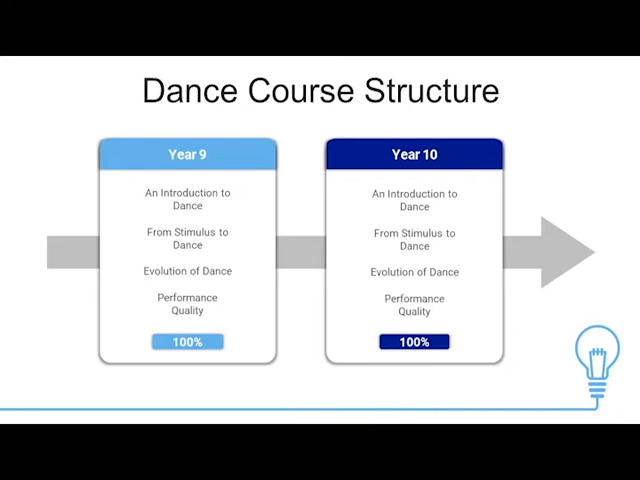 Dance Course Structure
Year 9
An Introduction to
Dance
From Stimulus to
Dance
Evolution of Dance
Performance
Quality
100%
Year 10
An Introduction to
Dance
From Stimulus to
Dance
Evolution of Dance
Performance
Quality
100%